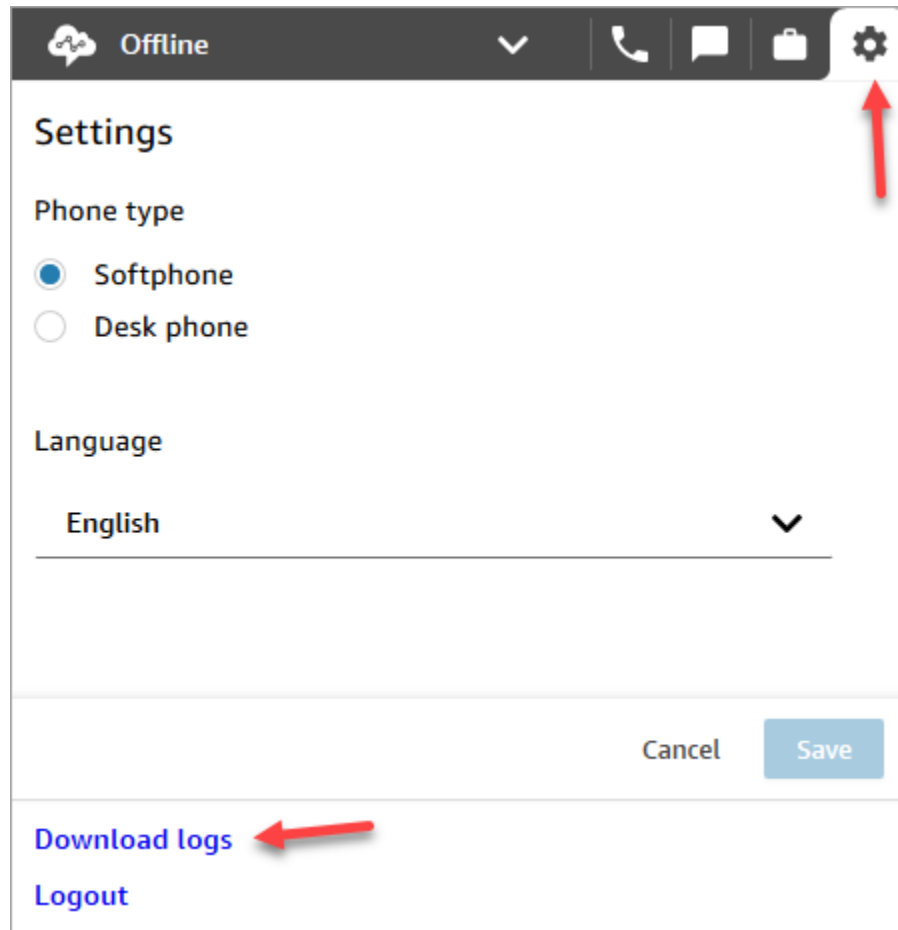 Offline
Settings
Phone type
Softphone
Desk phone
Language
English
Cancel Save
Download logs
Logout